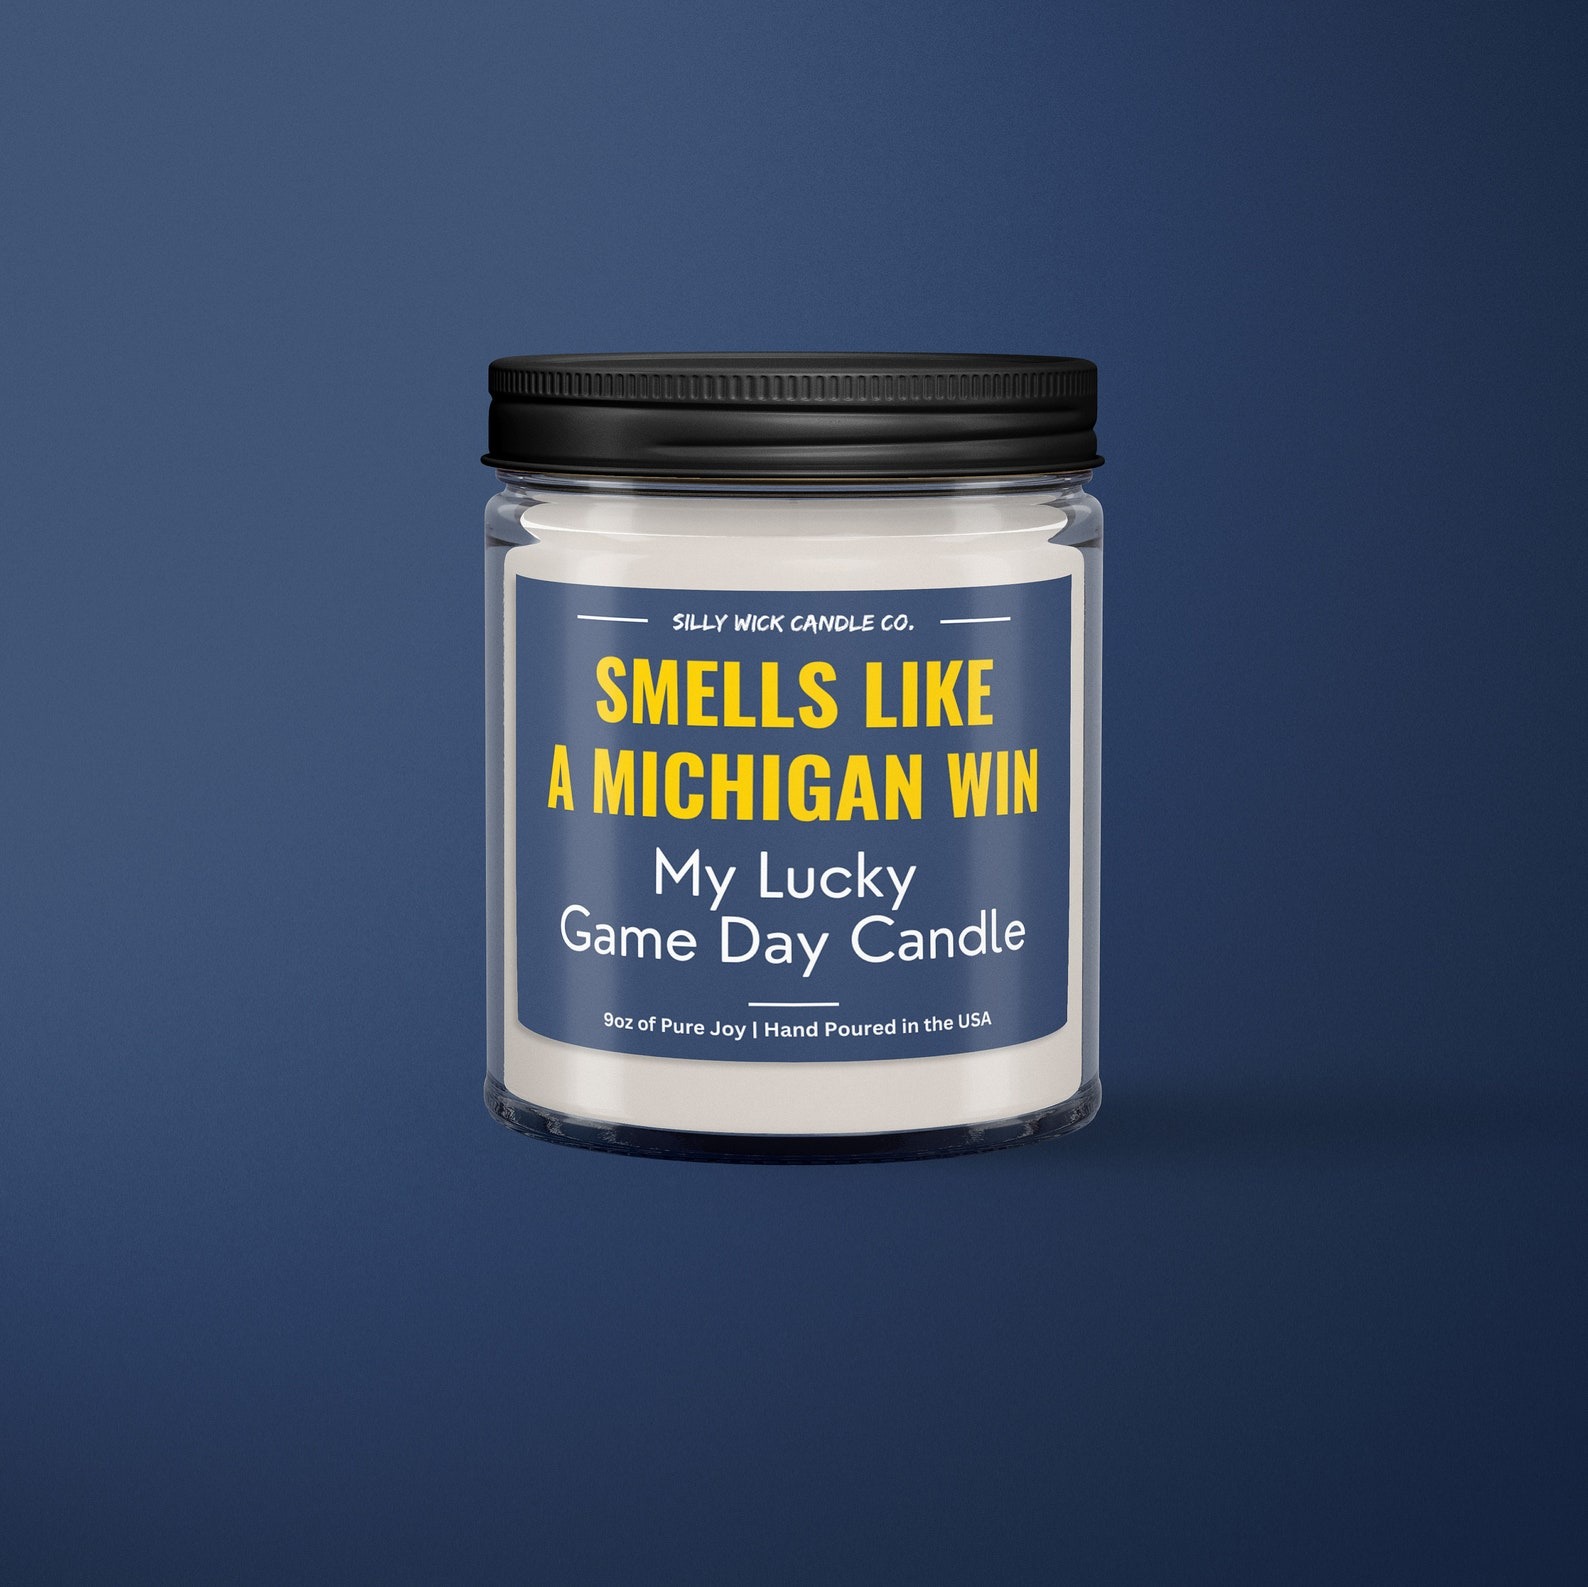 SILLY WICK CANDLE CO.
SMELLS LIKE
A MICHIGAN WIN
My Lucky
Game Day Candle
9oz of Pure Joy | Hand Poured in the USA